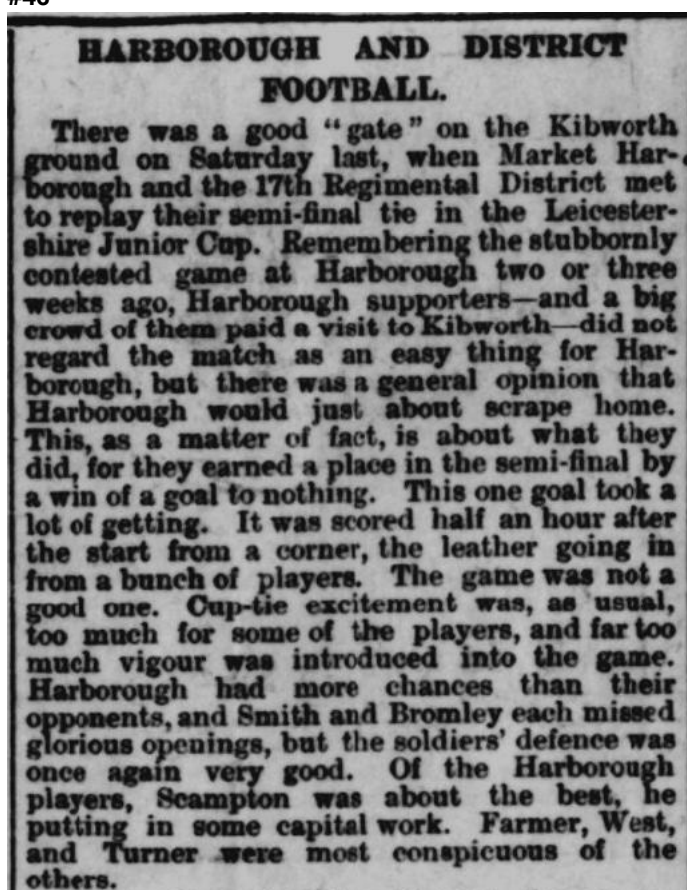 HARBOROUGH AND DISTRICT
FOOTBALL.
There was a good "gate" on the Kibworth
ground on Saturday last, when Market Har-
borough and the 17th Regimental District met
to replay their semi-final tie in the Leicester-
shire Junior Cup. Remembering the stubbornly
contested game at Harborough two or three
weeks ago, Harborough supporters—and a big
crowd of them paid a visit to Kibworth—did not
regard the match as an easy thing for Har-
borough, but there was a general opinion that
Harborough would just about scrape home.
This, as a matter of fact, is about what they
did, for they earned a place in the semi-final by
a win of a goal to nothing. This one goal took a
lot of getting. It was scored half an hour after
the start from a corner, the leather going in
from a bunch of players. The game was not a
good one. Cup-tie excitement was, as usual,
too much for some of the players, and far too
much vigour was introduced into the game.
Harborough had more chances than their
opponents, and Smith and Bromley each missed
glorious openings, but the soldiers' defence was
once again very good. Of the Harborough
players, Scampton was about the best, he
putting in some capital work. Farmer, West,
and Turner were most conspicuous of the
others.